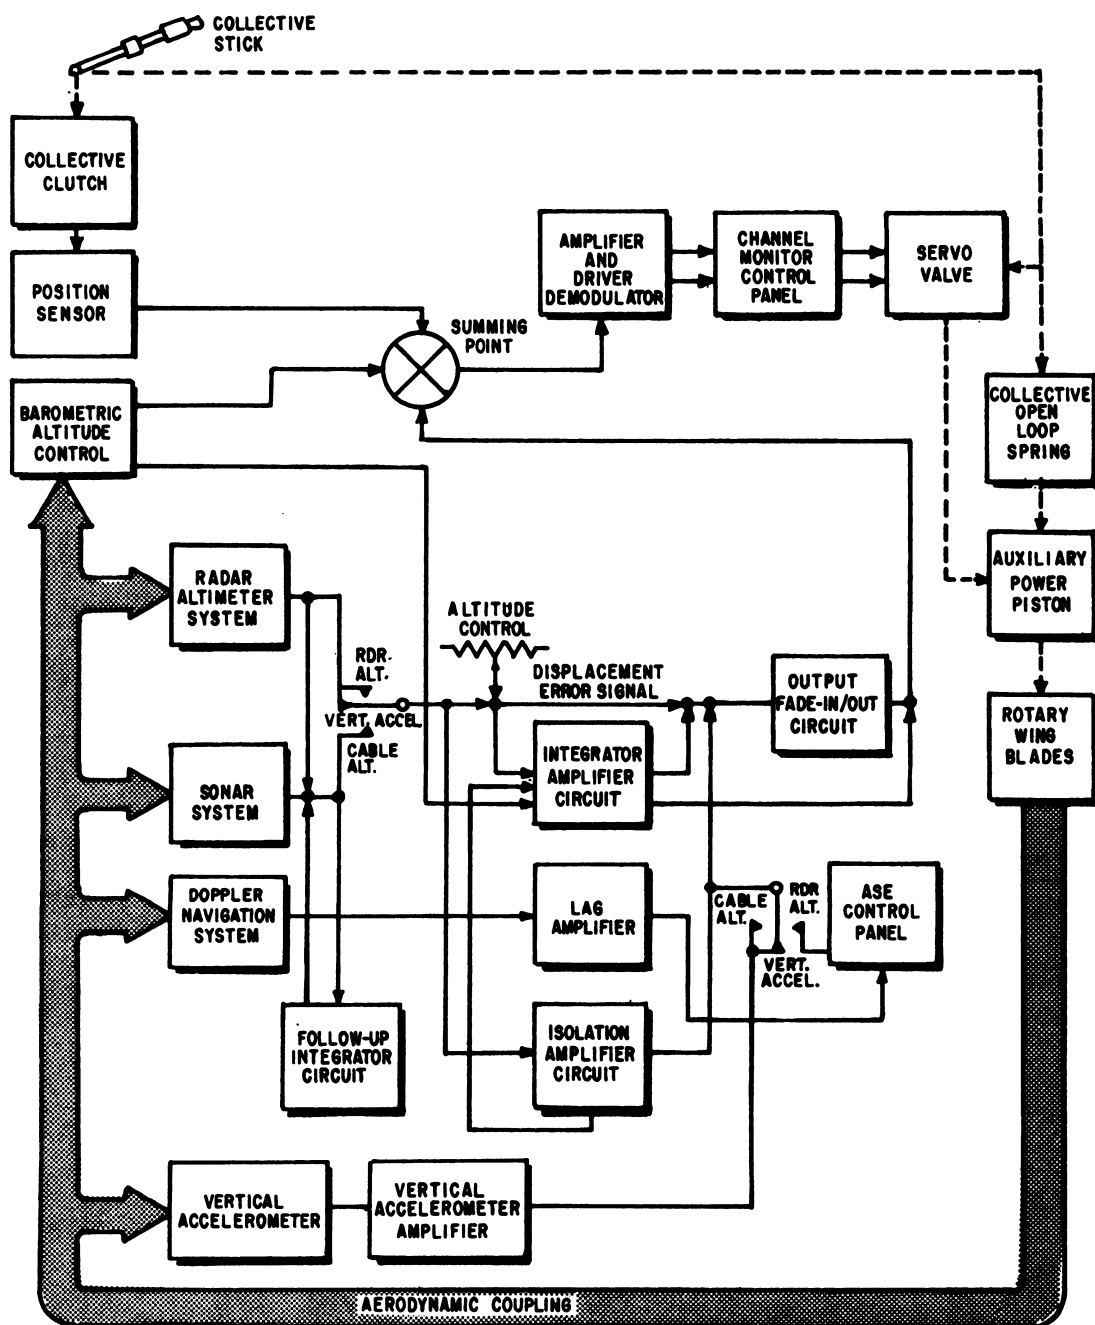 COLLECTIVE
STICK
COLLECTIVE
CLUTCH
POSITION
SENSOR
BAROMETRIC
ALTITUDE
CONTROL
SUMMING
POINT
AMPLIFIER
AND
DRIVER
DEMODULATOR
CHANNEL
MONITOR
CONTROL
PANEL
SERVO
VALVE
COLLECTIVE
OPEN
LOOP
SPRING
AUXILIARY
POWER
PISTON
ROTARY
WING
BLADES
RADAR
ALTIMETER
SYSTEM
RDR.
ALT.
VERT. ACCEL
CABLE
ALT.
ALTITUDE
CONTROL
DISPLACEMENT
ERROR SIGNAL
OUTPUT
FADE-IN/OUT
CIRCUIT
INTEGRATOR
AMPLIFIER
CIRCUIT
SONAR
SYSTEM
DOPPLER
NAVIGATION
SYSTEM
LAG
AMPLIFIER
CABLE
ALT.
RDR
ALT.
VERT.
ACCEL.
ASE
CONTROL
PANEL
FOLLOW-UP
INTEGRATOR
CIRCUIT
ISOLATION
AMPLIFIER
CIRCUIT
VERTICAL
ACCELEROMETER
VERTICAL
ACCELEROMETER
AMPLIFIER
AERODYNAMIC COUPLING